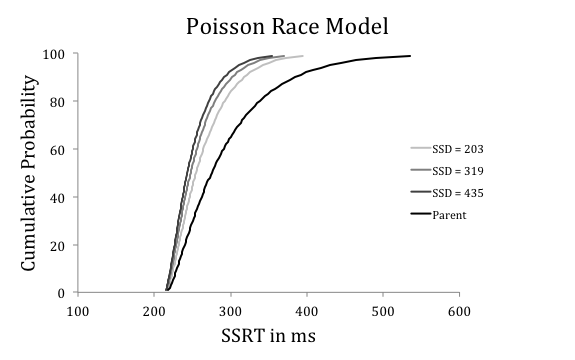 Poisson Race Model
Cumulative Probability
100
80
60
40
20
0
100 200 300 400 500 600
SSRT in ms
SSD = 203
SSD = 319
SSD = 435
Parent